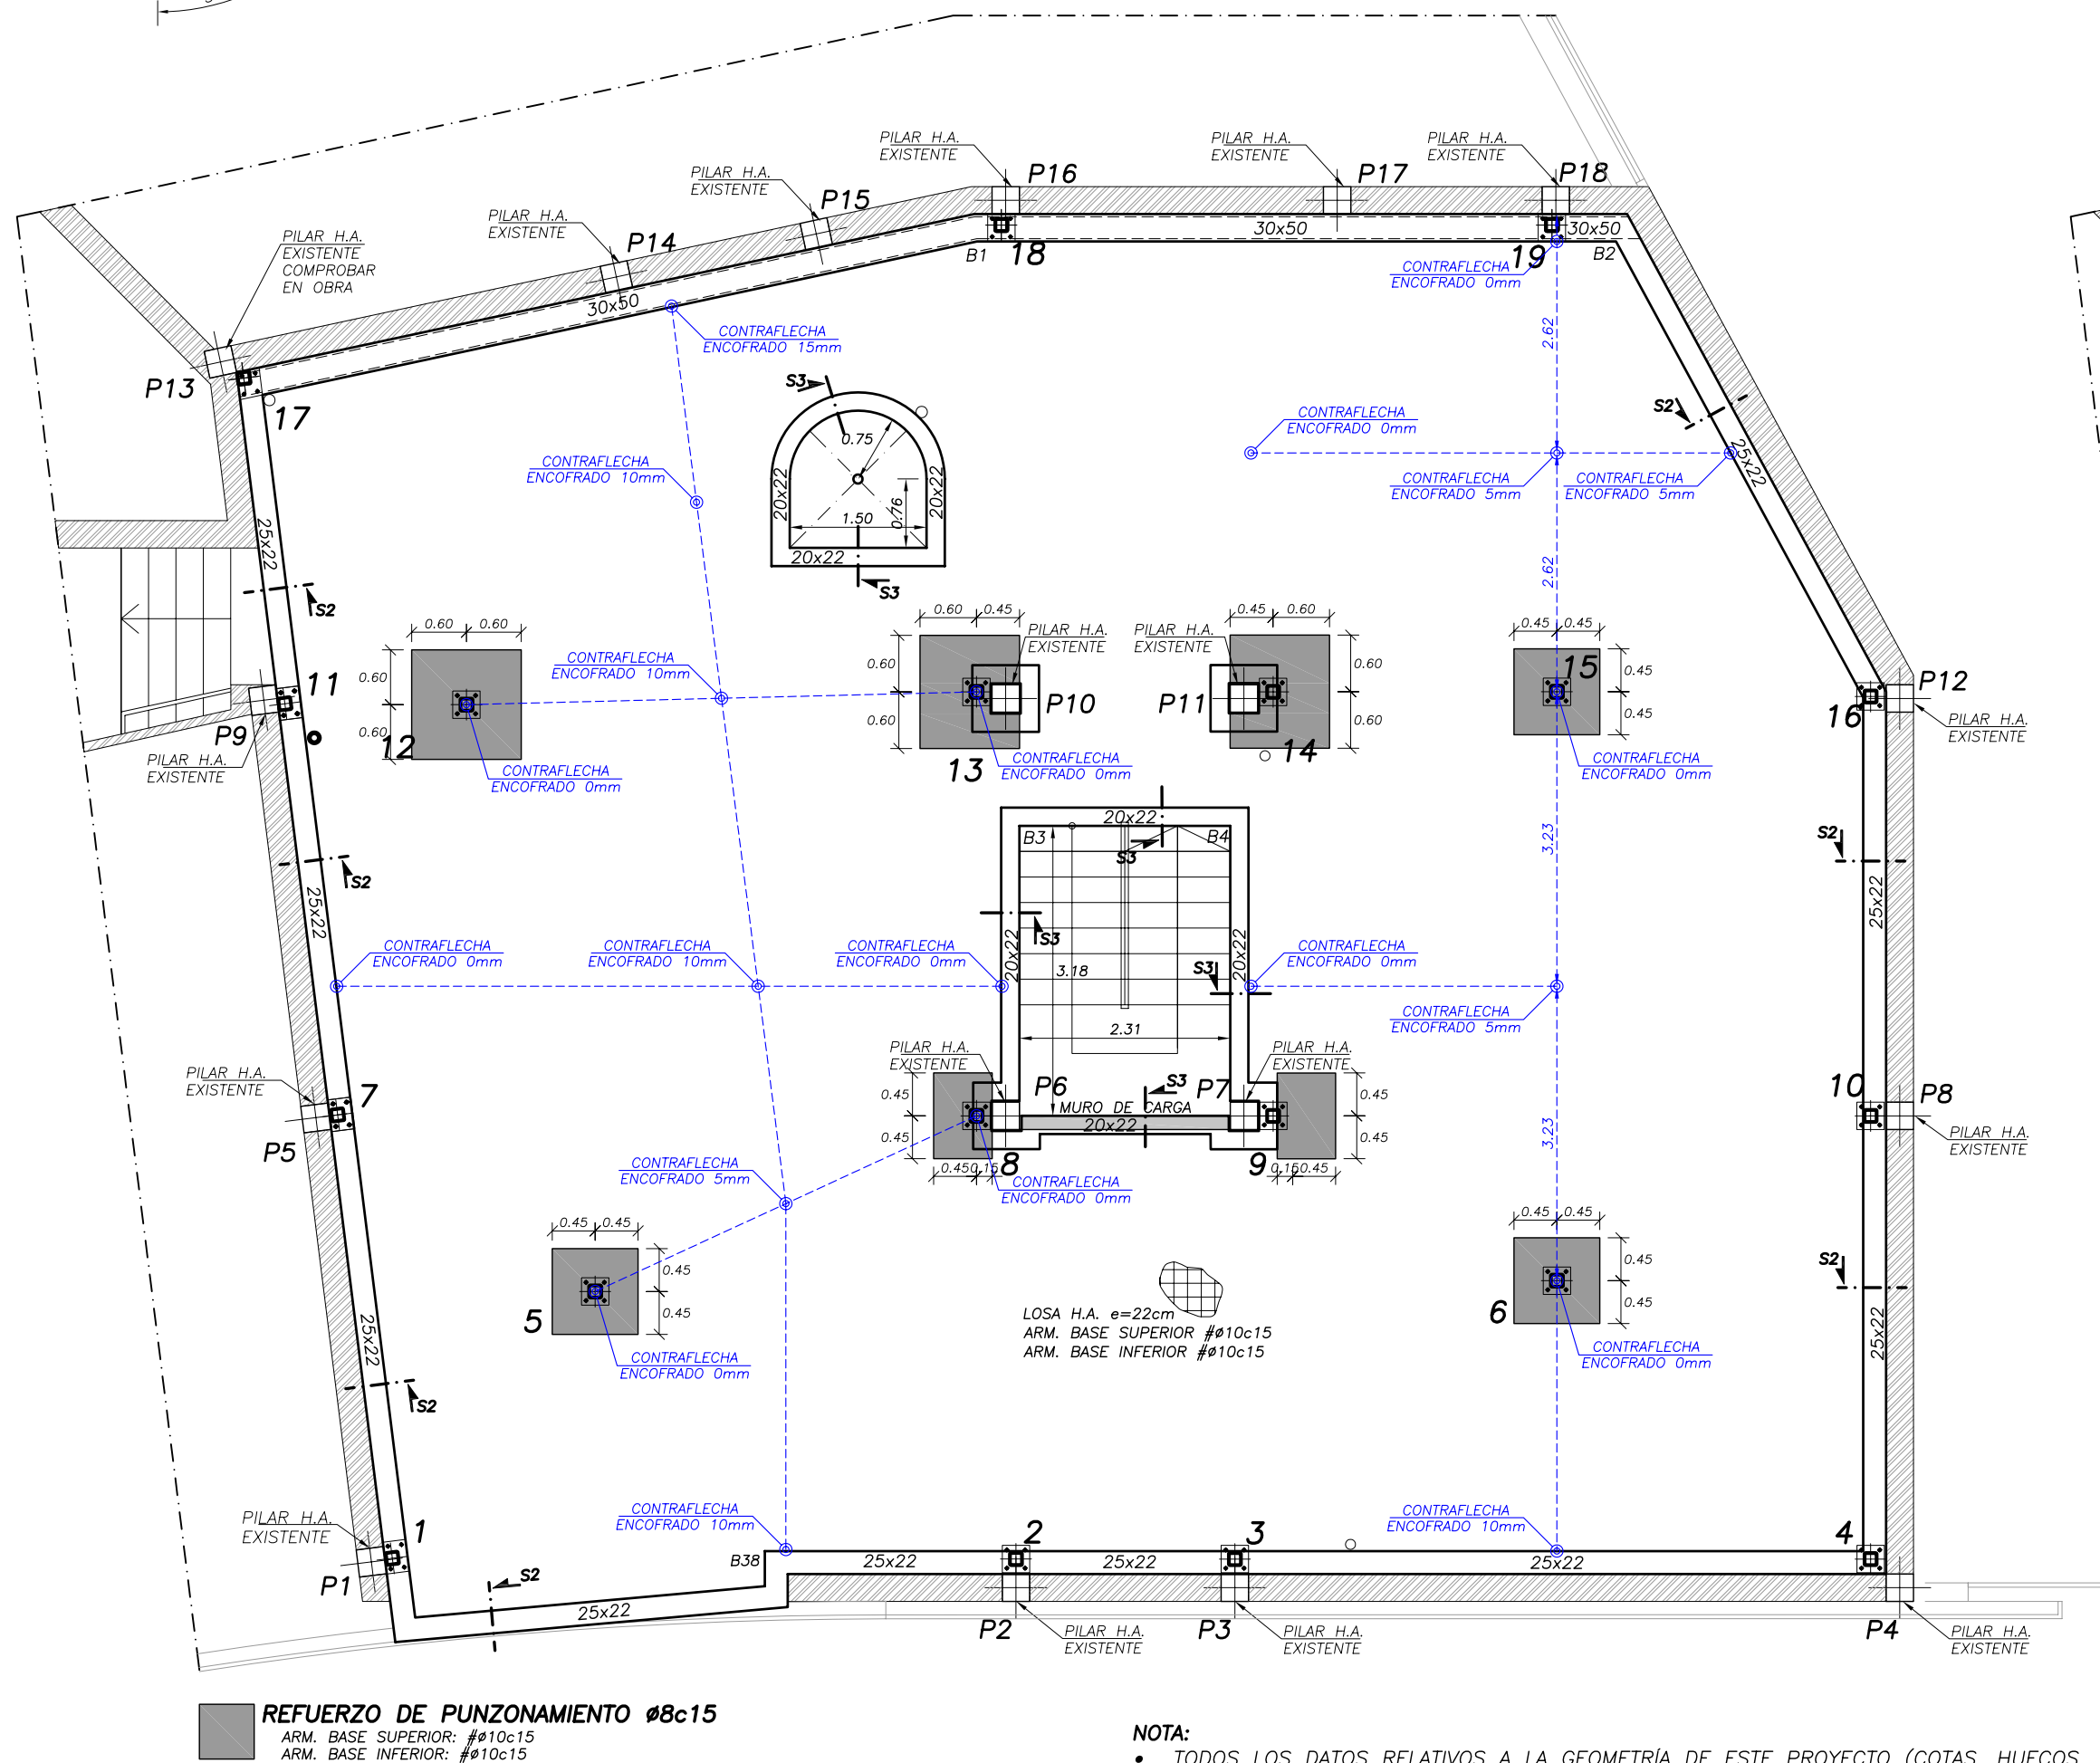 PILAR H.A.
EXISTENTE
P16
PILAR H.A.
EXISTENTE
P17
PILAR H.A.
EXISTENTE
P18
PILAR H.A.
EXISTENTE
P15
PILAR H.A.
EXISTENTE
P14
PILAR H.A.
EXISTENTE
COMPROBAR
EN OBRA
P13
17
30x50
B1
18
30x50
19
30x50
B2
CONTRAFLECHA
ENCOFRADO 0mm
CONTRAFLECHA
ENCOFRADO 15mm
2.62
S3
0.75
20x22
20x22
1.50
0.76
20x22
S3
CONTRAFLECHA
ENCOFRADO 10mm
CONTRAFLECHA
ENCOFRADO 0mm
S2
25x22
CONTRAFLECHA
ENCOFRADO 5mm
CONTRAFLECHA
ENCOFRADO 5mm
25x22
S2
2.62
0.60
0.60
0.60
0.60
12
CONTRAFLECHA
ENCOFRADO 10mm
CONTRAFLECHA
ENCOFRADO 0mm
11
P9
PILAR H.A.
EXISTENTE
0.60
0.45
0.60
0.60
PILAR H.A.
EXISTENTE
P10
13
CONTRAFLECHA
ENCOFRADO 0mm
0.45
0.60
0.60
0.60
PILAR H.A.
EXISTENTE
P11
14
0.45
0.45
0.45
0.45
15
CONTRAFLECHA
ENCOFRADO 0mm
16
P12
PILAR H.A.
EXISTENTE
S2
25x22
20x22
B3
B4
S3
S3
20x22
3.18
S3
20x22
2.31
3.23
S2
25x22
CONTRAFLECHA
ENCOFRADO 0mm
CONTRAFLECHA
ENCOFRADO 10mm
CONTRAFLECHA
ENCOFRADO 0mm
CONTRAFLECHA
ENCOFRADO 0mm
CONTRAFLECHA
ENCOFRADO 5mm
PILAR H.A.
EXISTENTE
7
P5
PILAR H.A.
EXISTENTE
P6
S3
P7
PILAR H.A.
EXISTENTE
MURO DE CARGA
20x22
0.45
0.45
0.45
0.15
8
9
0.15
0.45
0.45
0.45
CONTRAFLECHA
ENCOFRADO 0mm
10
P8
PILAR H.A.
EXISTENTE
3.23
CONTRAFLECHA
ENCOFRADO 5mm
0.45
0.45
0.45
0.45
5
CONTRAFLECHA
ENCOFRADO 0mm
0.45
0.45
0.45
0.45
6
CONTRAFLECHA
ENCOFRADO 0mm
S2
25x22
LOSA H.A. e=22cm
ARM. BASE SUPERIOR #ø10c15
ARM. BASE INFERIOR #ø10c15
25x22
S2
PILAR H.A.
EXISTENTE
1
P1
CONTRAFLECHA
ENCOFRADO 10mm
B38
25x22
2
25x22
3
CONTRAFLECHA
ENCOFRADO 10mm
25x22
4
S2
25x22
P2
PILAR H.A.
EXISTENTE
P3
PILAR H.A.
EXISTENTE
P4
PILAR H.A.
EXISTENTE
REFUERZO DE PUNZONAMIENTO ø8c15
ARM. BASE SUPERIOR: #ø10c15
ARM. BASE INFERIOR: #ø10c15
NOTA:
• TODOS LOS DATOS RELATIVOS A LA GEOMETRÍA DE ESTE PROYECTO (COTAS, HUECOS